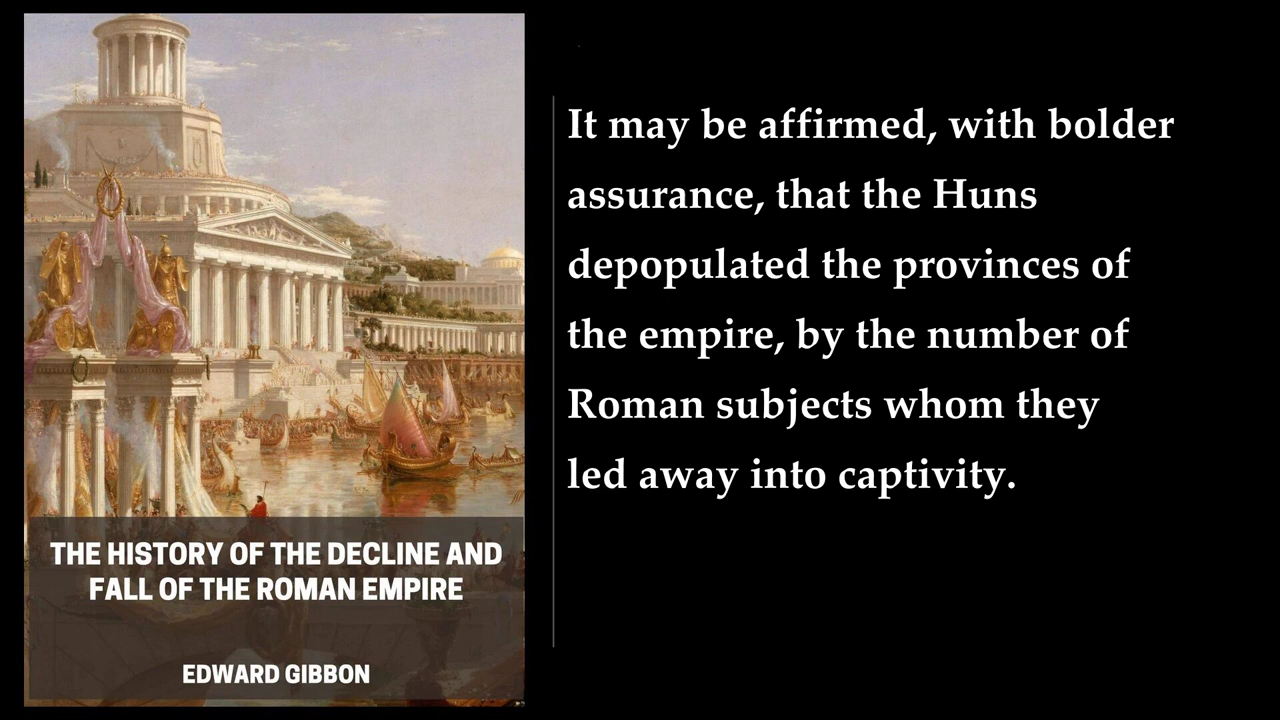 It may be affirmed, with bolder
assurance, that the Huns
depopulated the provinces of
the empire, by the number of
Roman subjects whom they
led away into captivity.
THE HISTORY OF THE DECLINE AND
FALL OF THE ROMAN EMPIRE
EDWARD GIBBON